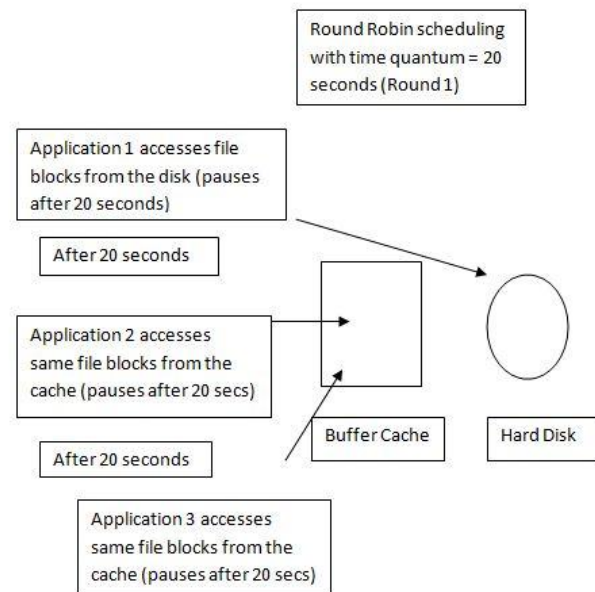 Round Robin scheduling
with time quantum = 20
seconds (Round 1)
Application 1 accesses file
blocks from the disk (pauses
after 20 seconds)
After 20 seconds
Application 2 accesses
same file blocks from the
cache (pauses after 20 secs)
Buffer Cache
Hard Disk
After 20 seconds
Application 3 accesses
same file blocks from the
cache (pauses after 20 secs)